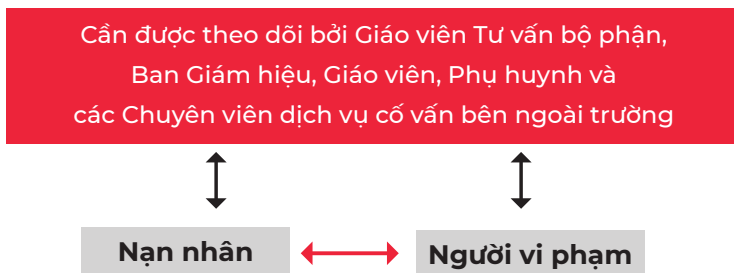 Cần được theo dõi bởi Giáo viên Tư vấn bộ phận,
Ban Giám hiệu, Giáo viên, Phụ huynh và
các Chuyên viên dịch vụ cố vấn bên ngoài trường
Nạn nhân
Người vi phạm